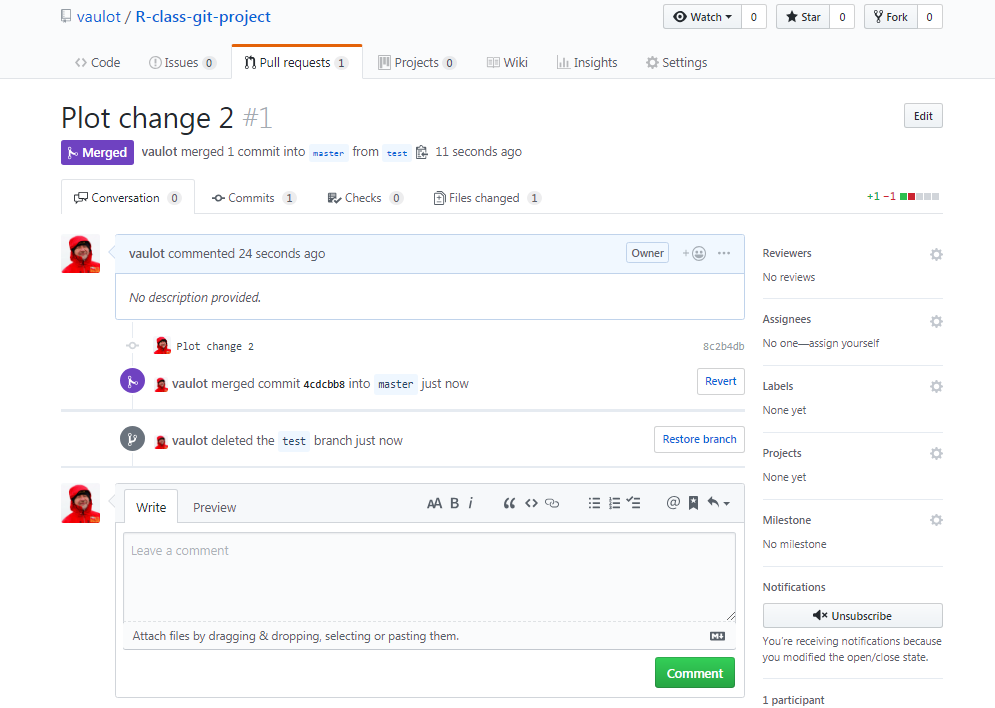 vaulot / R-class-git-project
Watch 0 Star 0 Fork 0
Code Issues 0 Pull requests 1 Projects 0 Wiki Insights Settings
Plot change 2 #1
Edit
Merged vaulot merged 1 commit into master from test 11 seconds ago
Conversation 0 Commits 1 Checks 0 Files changed 1 +1 −1
vaulot commented 24 seconds ago Owner
No description provided.
Plot change 2 8c2b4db
vaulot merged commit 4cdcbb8 into master just now Revert
vaulot deleted the test branch just now Restore branch
Write Preview AA B i
Leave a comment
Attach files by dragging & dropping, selecting or pasting them.
Comment
Reviewers
No reviews
Assignees
No one—assign yourself
Labels
None yet
Projects
None yet
Milestone
No milestone
Notifications
Unsubscribe
You're receiving notifications because
you modified the open/close state.
1 participant